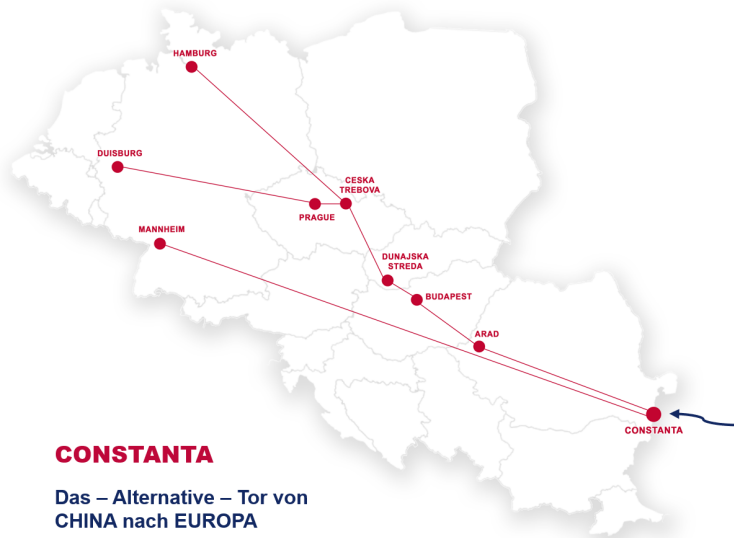 HAMBURG
DUISBURG
CESKA
TREBOVA
PRAGUE
MANNHEIM
DUNAJSKA
STREDA
BUDAPEST
ARAD
CONSTANTA
CONSTANTA
Das – Alternative – Tor von
CHINA nach EUROPA